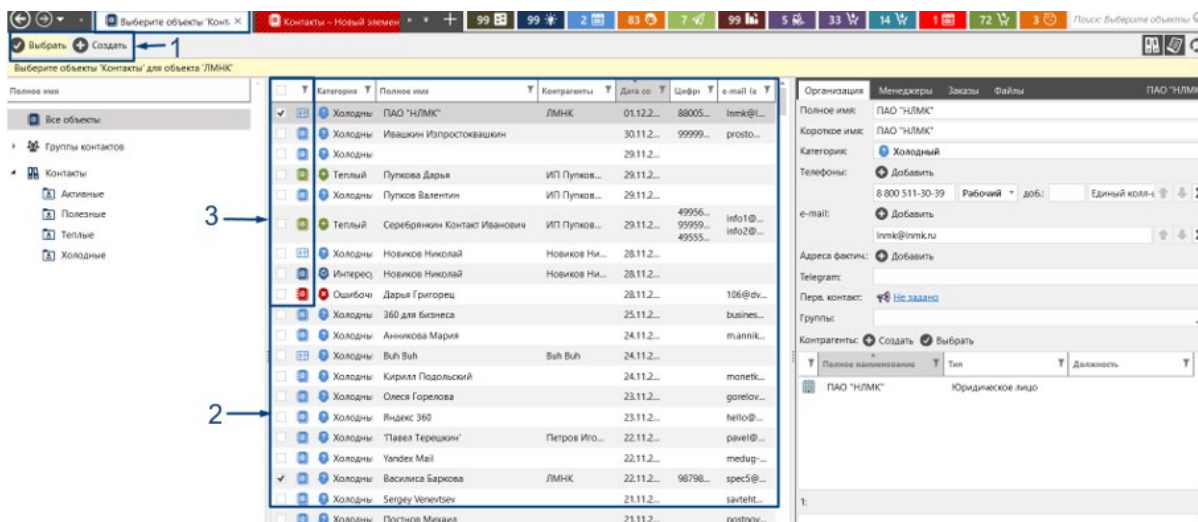 Выберите объекты 'Конт...
Контакты – Новый элемен
99
99
2
83
7
99
5
33
14
1
72
3
Поиск: Выберите объекты
Выбрать Создать
1
Выберите объекты 'Контакты' для объекта 'ЛМНК'
Полное имя
Все объекты
Группы контактов
Контакты
Активные
Полезные
Теплые
Холодные
3
2
Категория Полное имя Контрагенты Дата со Цифры e-mail (e
Холодны ПАО "НЛМК" ЛМНК 01.12.2... 88005... lnmk@l...
Холодны Ивашкин Изпростоквашкин 30.11.2... 99999... prosto...
Холодны 29.11.2...
Теплый Пупкова Дарья ИП Пупков... 29.11.2...
Холодны Пупков Валентин ИП Пупков... 29.11.2...
Теплый Серебрянкин Контакт Иванович ИП Пупков... 29.11.2... 49956... 95959... 49555... info1@... info2@...
Холодны Новиков Николай Новиков Ни... 28.11.2...
Интерес Новиков Николай Новиков Ни... 28.11.2...
Ошибочн Дарья Григорец 28.11.2... 106@dv...
Холодны 360 для бизнеса 25.11.2... busines...
Холодны Анникова Мария 24.11.2... m.annik...
Холодны Buh Buh Buh Buh 24.11.2...
Холодны Кирилл Подольский 24.11.2... monetk...
Холодны Олеся Горелова 23.11.2... gorelov...
Холодны Яндекс 360 23.11.2... hello@...
Холодны 'Павел Терешкин' Петров Иго... 22.11.2... pavel@...
Холодны Yandex Mail 22.11.2... medug-...
Холодны Василиса Баркова ЛМНК 22.11.2... 98798... spec5@...
Холодны Sergey Venevtsev 21.11.2... savteht...
Холодны Постнов Михаил 21.11.2... postnov...
Организация Менеджеры Заказы Файлы ПАО "НЛМК
Полное имя: ПАО "НЛМК"
Короткое имя: ПАО "НЛМК"
Категория: Холодный
Телефоны: Добавить
8 800 511-30-39 Рабочий доб.: Единый колл-ц
e-mail: Добавить
lnmk@lnmk.ru
Адреса фактич.: Добавить
Telegram:
Перв. контакт: Не задано
Группы:
Контрагенты: Создать Выбрать
Полное наименование Тип Должность
ПАО "НЛМК" Юридическое лицо
1: